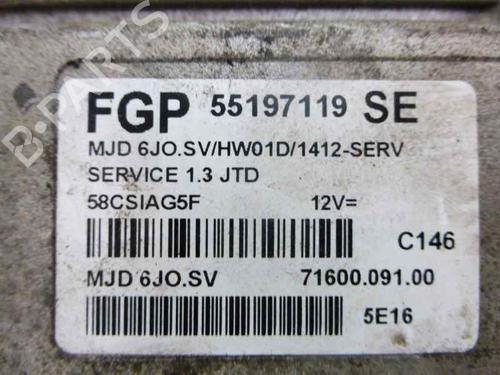 FGP 55197119 SE
MJD 6JO.SV/HW01D/1412-SERV
SERVICE 1.3 JTD
58CSIAG5F 12V=
C146
MJD 6JO.SV 71600.091.00
5E16
B-PARTS